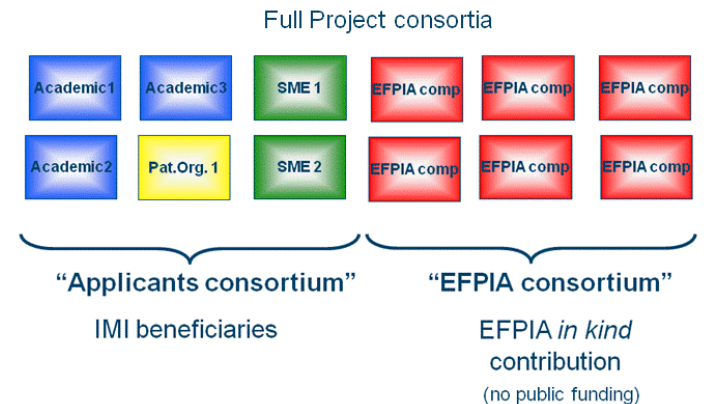 Full Project consortia
Academic1 Academic3 SME 1 EFPIA comp EFPIA comp EFPIA comp
Academic2 Pat.Org. 1 SME 2 EFPIA comp EFPIA comp EFPIA comp
“Applicants consortium” “EFPIA consortium”
IMI beneficiaries EFPIA in kind
contribution
(no public funding)